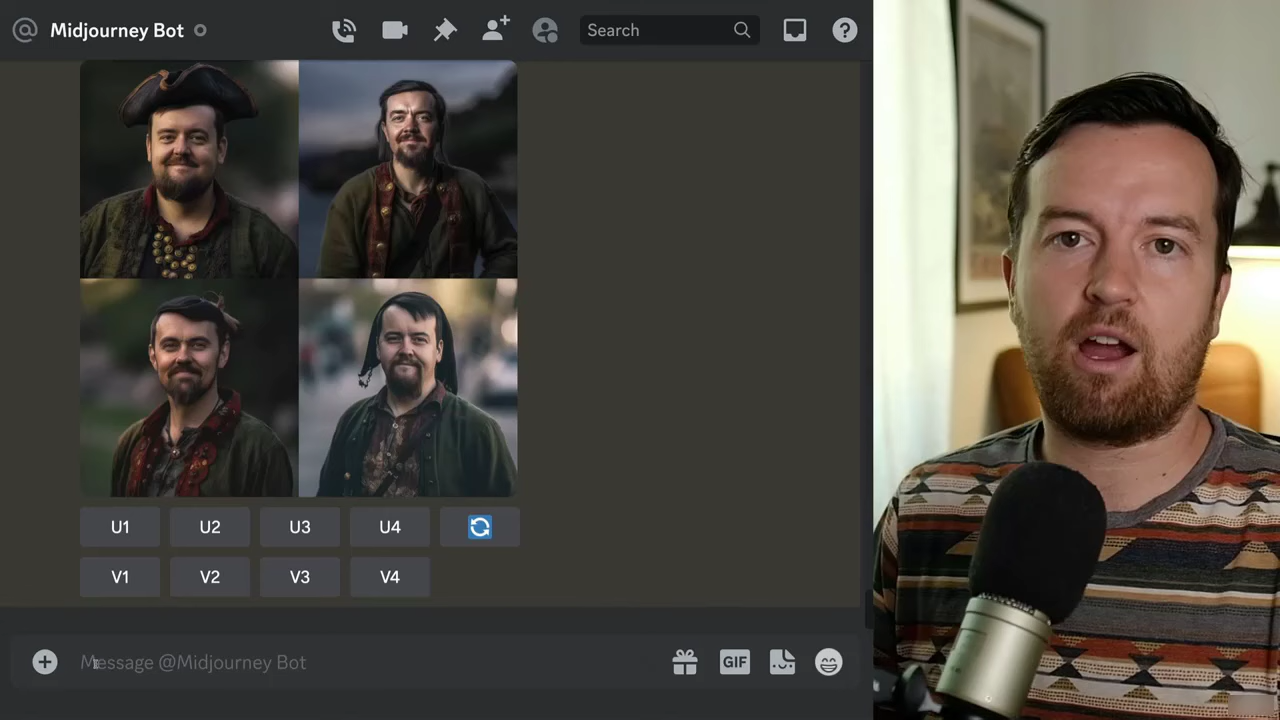 Midjourney Bot
Search
U1 U2 U3 U4
V1 V2 V3 V4
Message @Midjourney Bot
GIF